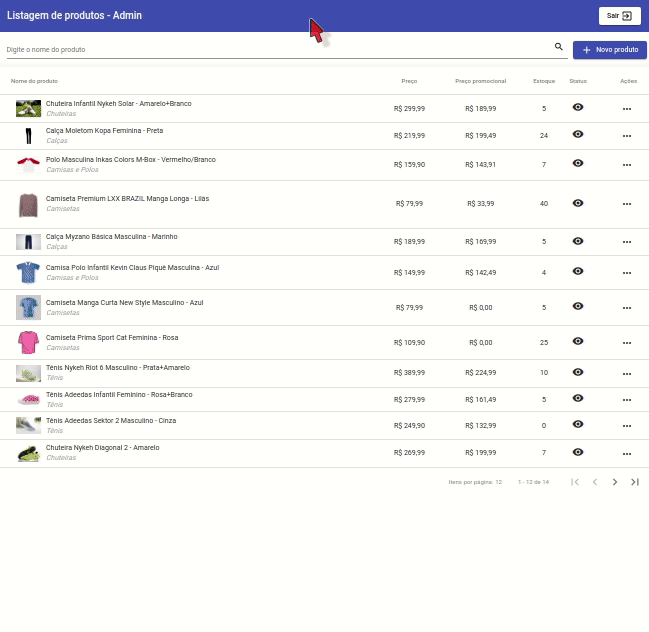 Listagem de produtos - Admin
Sair
Digite o nome do produto
Novo produto
Nome do produto Preço Preço promocional Estoque Status Ações
Chuteira Infantil Nykeh Solar - Amarelo+Branco
Chuteiras
R$ 299,99 R$ 189,99 5
Calça Moletom Kopa Feminina - Preta
Calças
R$ 219,99 R$ 199,49 24
Polo Masculina Inkas Colors M-Box - Vermelho/Branco
Camisas e Polos
R$ 159,90 R$ 143,91 7
Camiseta Premium LXX BRAZIL Manga Longa - Lilás
Camisetas
R$ 79,99 R$ 33,99 40
Calça Myzano Básica Masculina - Marinho
Calças
R$ 189,99 R$ 169,99 5
Camisa Polo Infantil Kevin Claus Piquê Masculina - Azul
Camisas e Polos
R$ 149,99 R$ 142,49 4
Camiseta Manga Curta New Style Masculino - Azul
Camisetas
R$ 79,99 R$ 0,00 5
Camiseta Prima Sport Cat Feminina - Rosa
Camisetas
R$ 109,90 R$ 0,00 25
Tênis Nykeh Riot 6 Masculino - Prata+Amarelo
Tênis
R$ 389,99 R$ 224,99 10
Tênis Adeedas Infantil Feminino - Rosa+Branco
Tênis
R$ 279,99 R$ 161,49 5
Tênis Adeedas Sektor 2 Masculino - Cinza
Tênis
R$ 249,90 R$ 132,99 0
Chuteira Nykeh Diagonal 2 - Amarelo
Chuteiras
R$ 269,99 R$ 199,99 7
Itens por página: 12 1 - 12 de 14